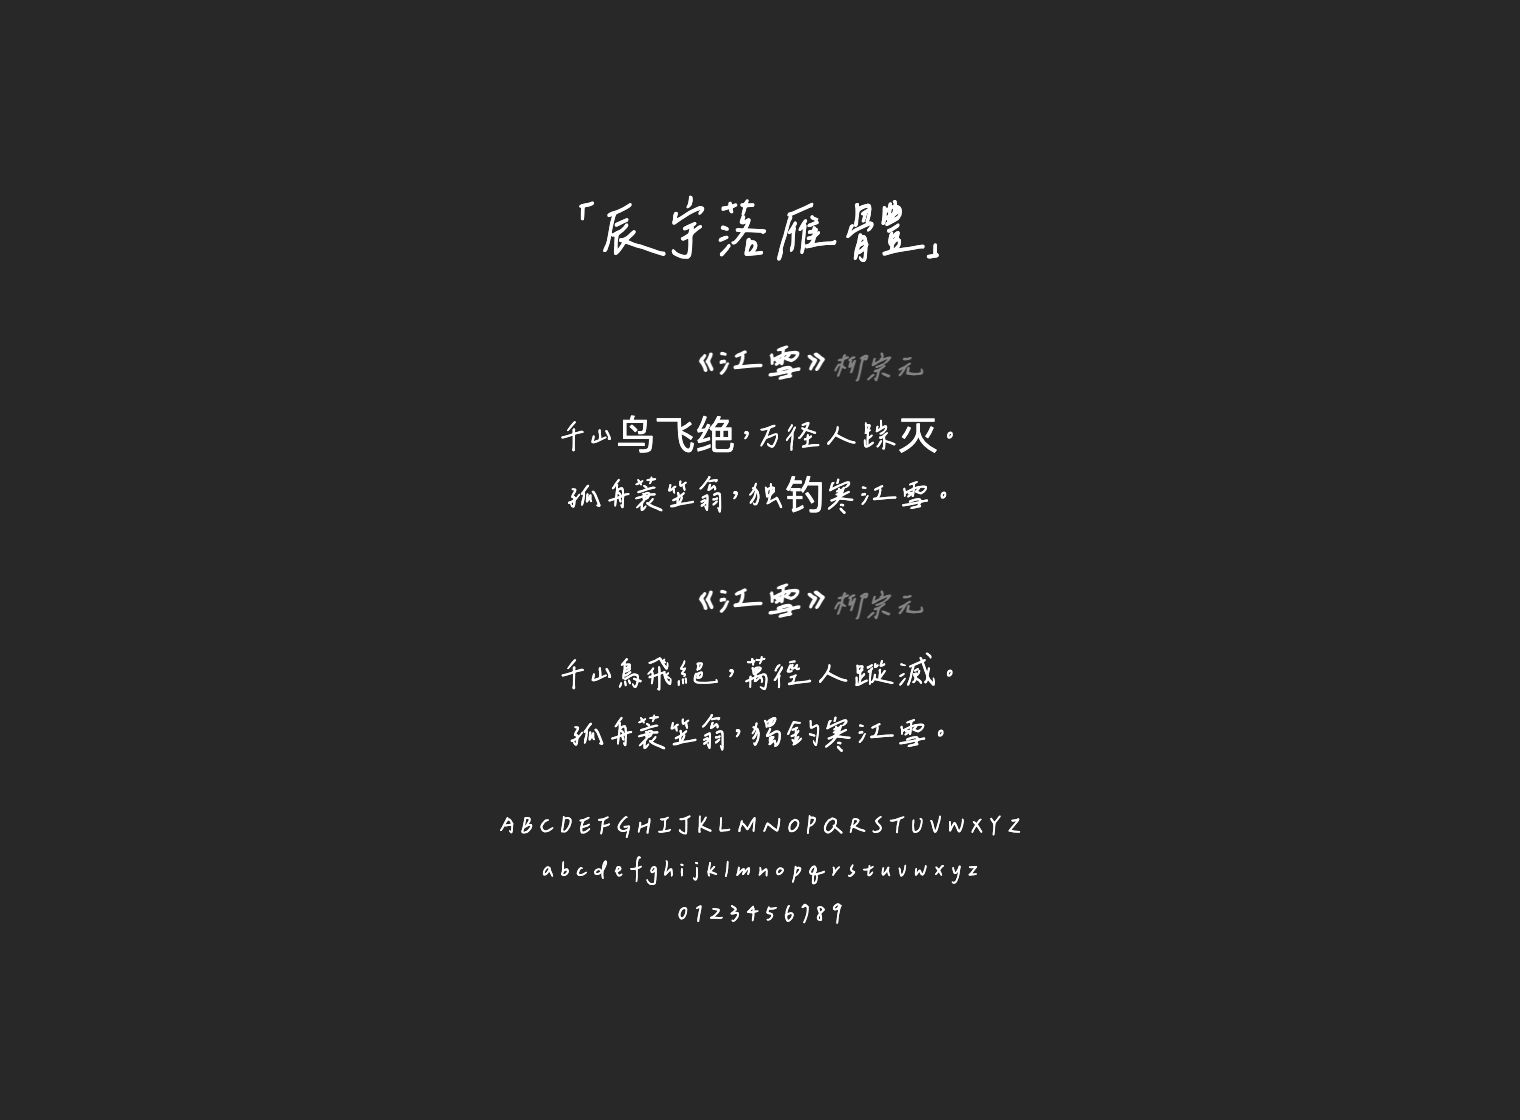 「辰宇落雁體」
《江雪》柳宗元
千山鸟飞绝，万径人踪灭。
孤舟蓑笠翁，独钓寒江雪。
《江雪》柳宗元
千山鳥飛絕，萬徑人蹤滅。
孤舟蓑笠翁，獨釣寒江雪。
ABCDEFGHIJKLMNOPQRSTUVWXYZ
abcdefghijklmnopqrstuvwxyz
0123456789